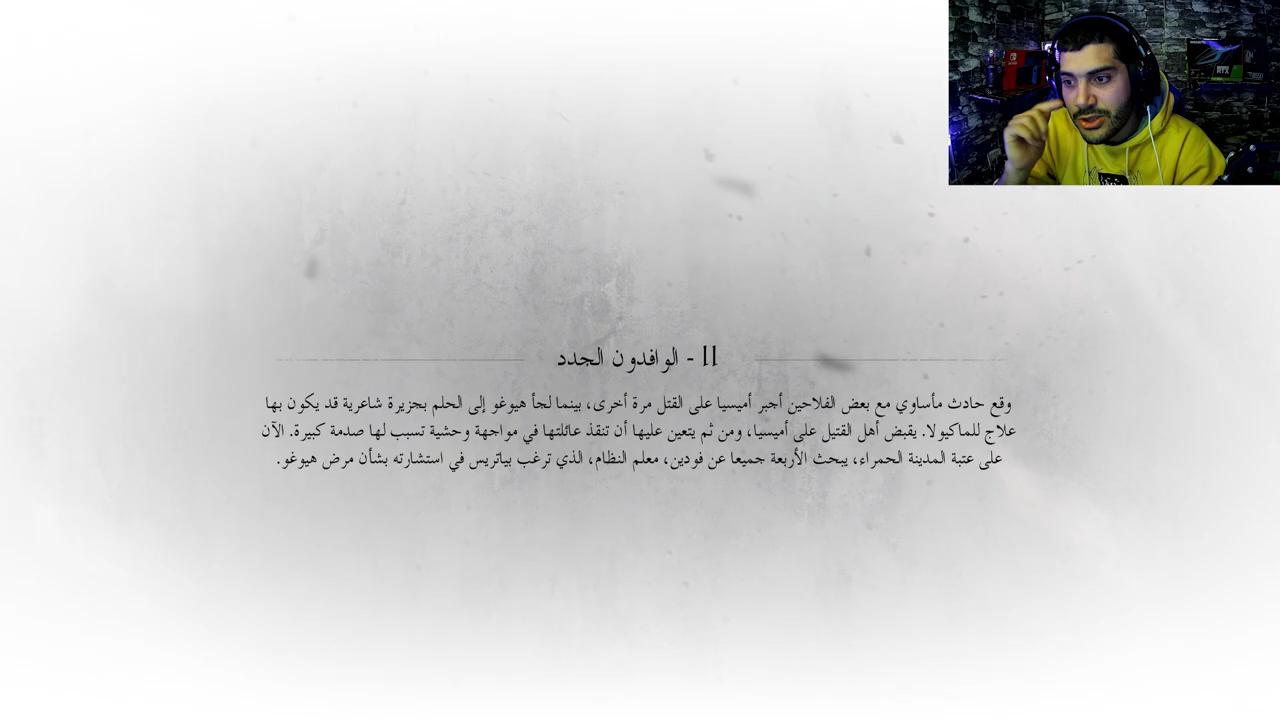 II - الوافدون الجدد
وقع حادث مأساوي مع بعض الفلاحين أجبر أميسيا على القتل مرة أخرى، بينما لجأ هيوغو إلى الحلم بجزيرة شاعرية قد يكون بها
علاج للماكيولا. يقبض أهل القتيل على أميسيا، ومن ثم يتعين عليها أن تنقذ عائلتها في مواجهة وحشية تسبب لها صدمة كبيرة. الآن
على عتبة المدينة الحمراء، يبحث الأربعة جميعا عن فودين، معلم النظام، الذي ترغب بياتريس في استشارته بشأن مرض هيوغو.
RTX